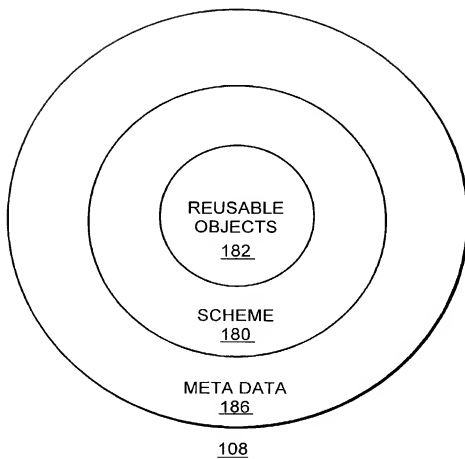 REUSABLE
OBJECTS
182
SCHEME
180
META DATA
186
108